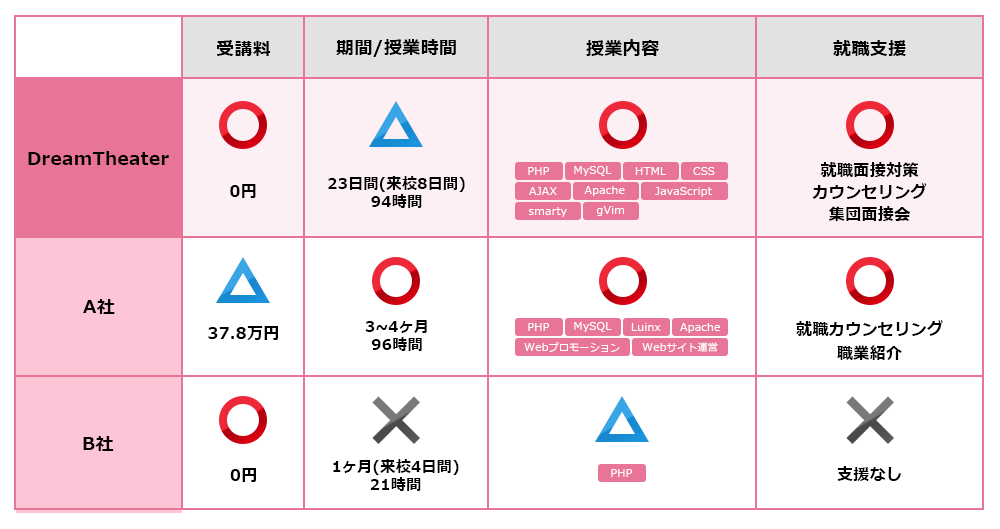 受講料
期間/授業時間
授業内容
就職支援
DreamTheater
0円
23日間(来校8日間)
94時間
PHP MySQL HTML CSS
AJAX Apache JavaScript
smarty gVim
就職面接対策
カウンセリング
集団面接会
A社
37.8万円
3~4ヶ月
96時間
PHP MySQL Luinx Apache
Webプロモーション Webサイト運営
就職カウンセリング
職業紹介
B社
0円
1ヶ月(来校4日間)
21時間
PHP
支援なし